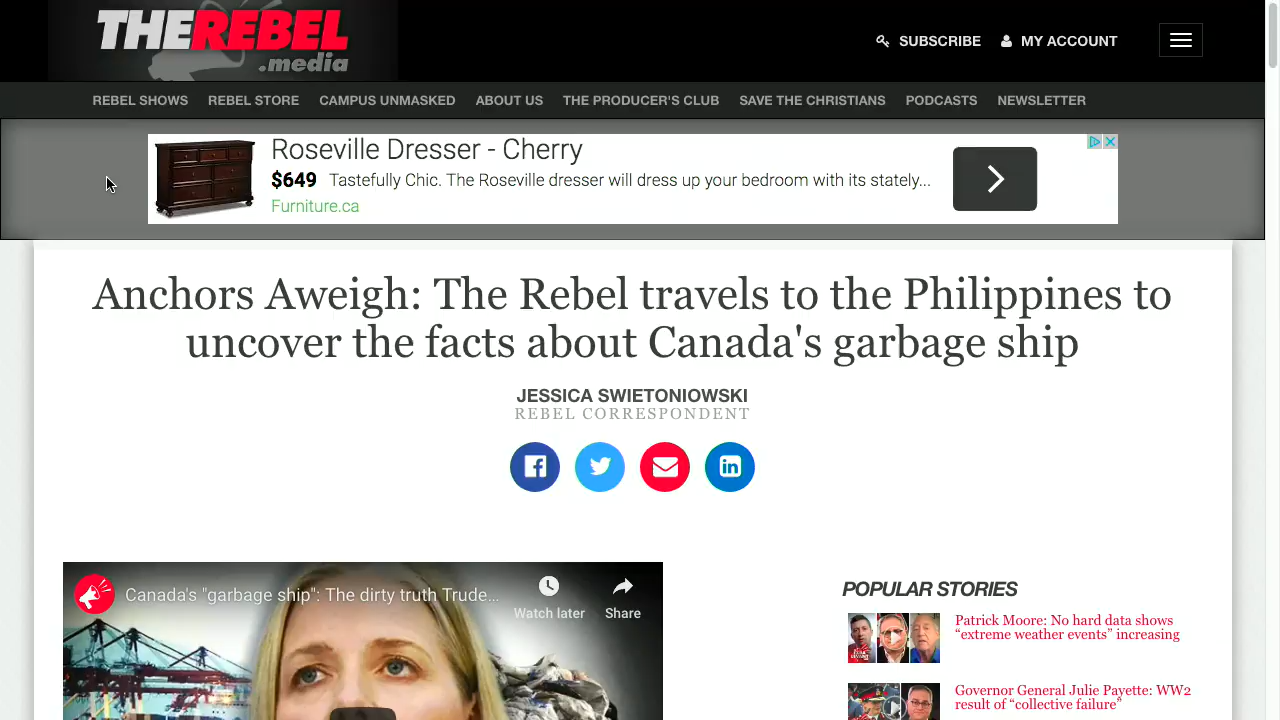 THEREBEL
.media
SUBSCRIBE
MY ACCOUNT
REBEL SHOWS
REBEL STORE
CAMPUS UNMASKED
ABOUT US
THE PRODUCER'S CLUB
SAVE THE CHRISTIANS
PODCASTS
NEWSLETTER
Roseville Dresser - Cherry
$649 Tastefully Chic. The Roseville dresser will dress up your bedroom with its stately...
Furniture.ca
Anchors Aweigh: The Rebel travels to the Philippines to
uncover the facts about Canada's garbage ship
JESSICA SWIETONIOWSKI
REBEL CORRESPONDENT
Canada's "garbage ship": The dirty truth Trude...
Watch later
Share
POPULAR STORIES
Patrick Moore: No hard data shows
“extreme weather events” increasing
Governor General Julie Payette: WW2
result of “collective failure”